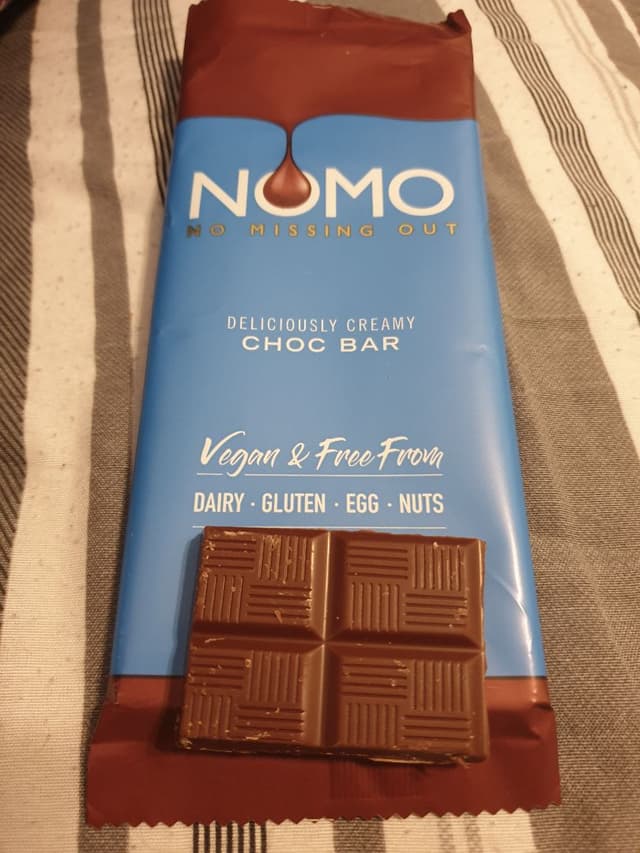 NOMO
NO MISSING OUT
DELICIOUSLY CREAMY
CHOC BAR
Vegan & Free From
DAIRY · GLUTEN · EGG · NUTS